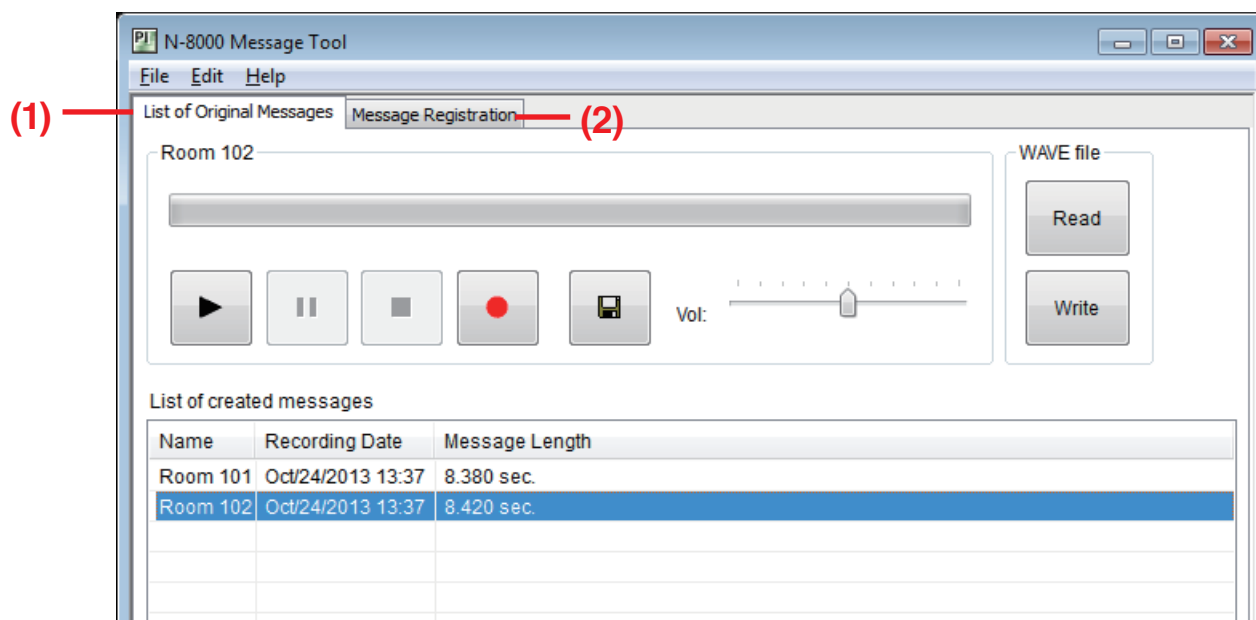 PJ N-8000 Message Tool
File Edit Help
(1) List of Original Messages Message Registration (2)
Room 102 WAVE file
Read
Vol: Write
List of created messages
Name Recording Date Message Length
Room 101 Oct/24/2013 13:37 8.380 sec.
Room 102 Oct/24/2013 13:37 8.420 sec.